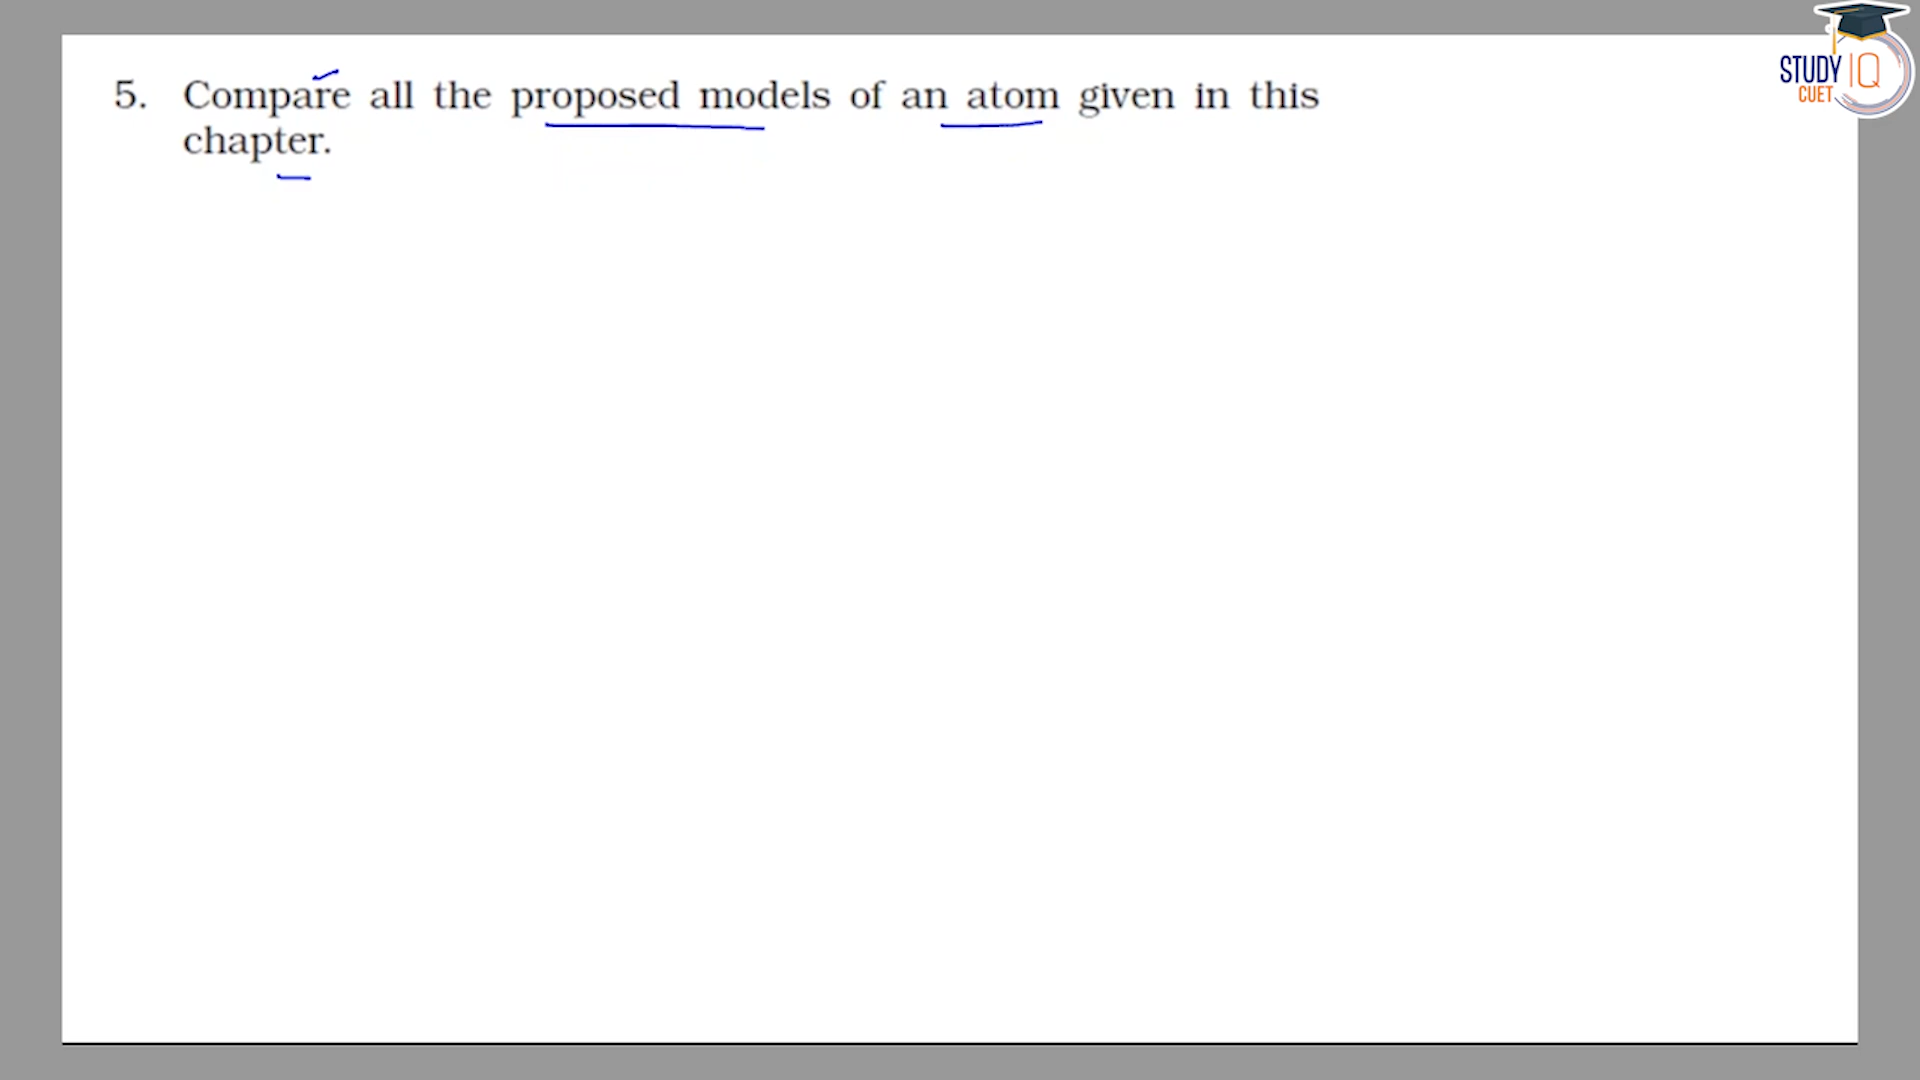 5. Compare all the proposed models of an atom given in this
chapter.
STUDY IQ
CUET